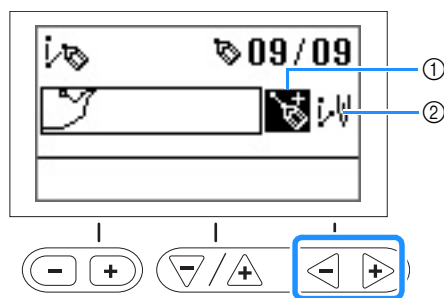 09/09
①
②
- + / + - +